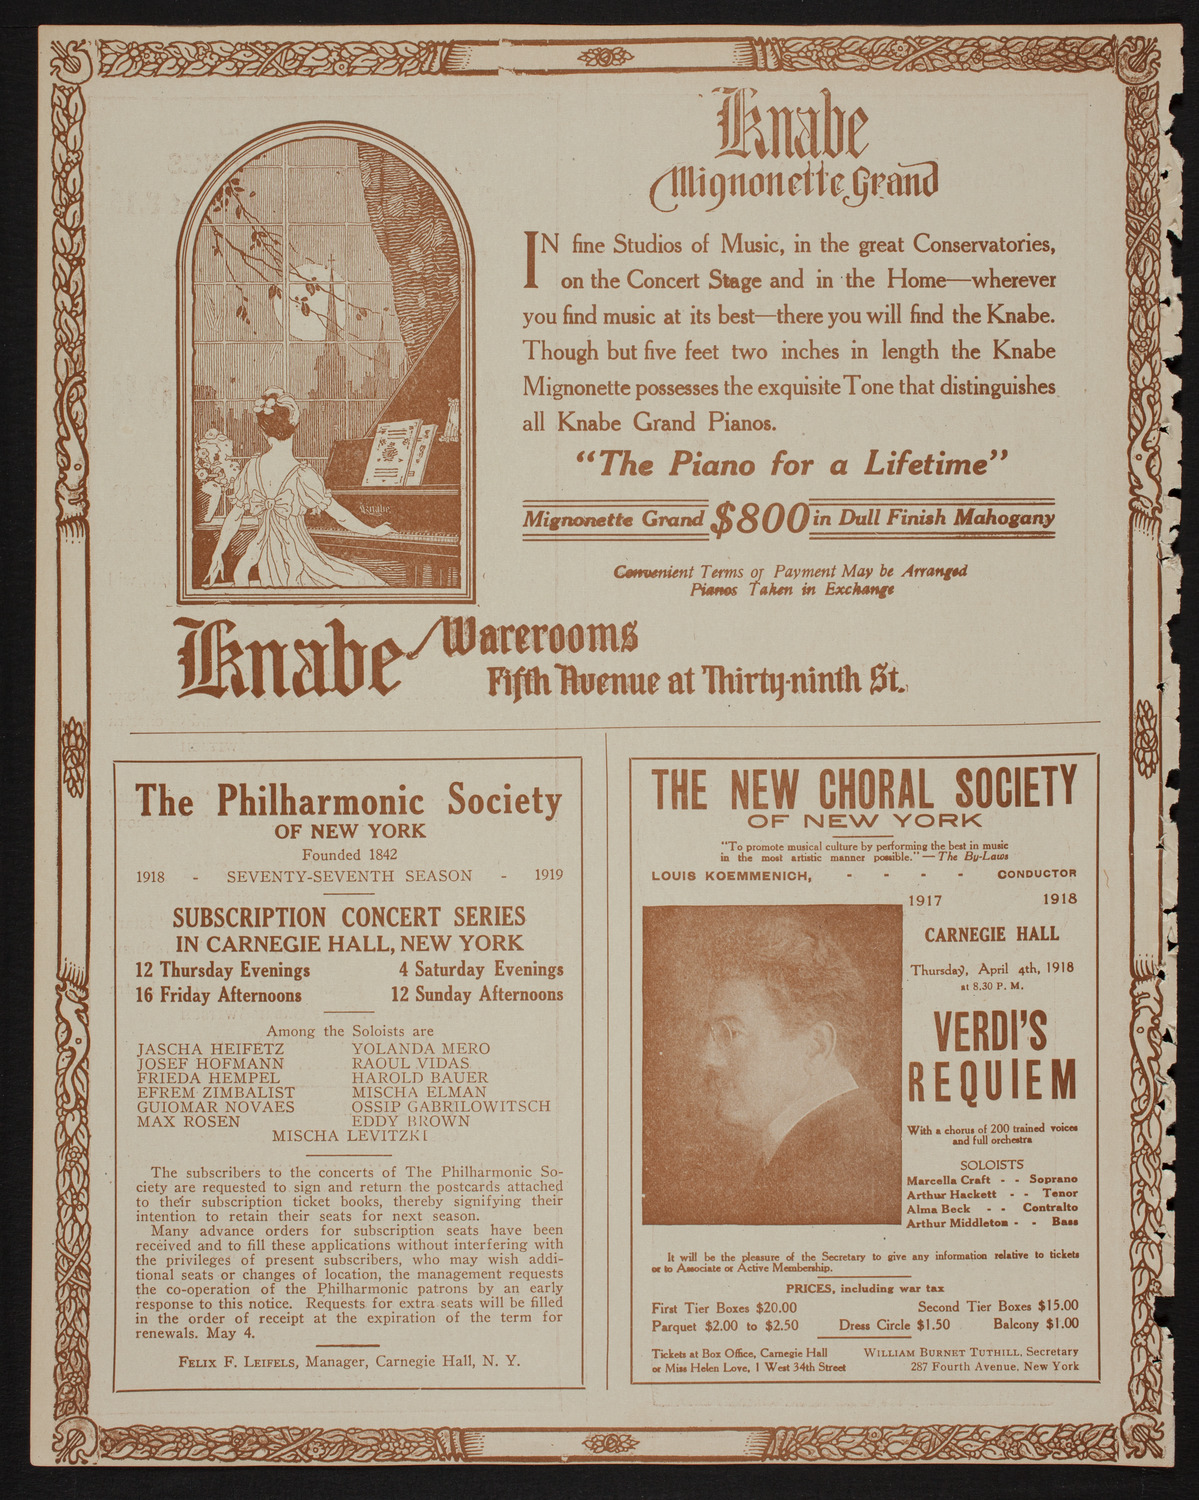 Knabe
Mignonette Grand
IN fine Studios of Music, in the great Conservatories,
on the Concert Stage and in the Home—wherever
you find music at its best—there you will find the Knabe.
Though but five feet two inches in length the Knabe
Mignonette possesses the exquisite Tone that distinguishes
all Knabe Grand Pianos.
"The Piano for a Lifetime"
Mignonette Grand $800 in Dull Finish Mahogany
Convenient Terms of Payment May be Arranged
Pianos Taken in Exchange
Knabe
Knabe Warerooms
Fifth Avenue at Thirty-ninth St.
The Philharmonic Society
OF NEW YORK
Founded 1842
1918 - SEVENTY-SEVENTH SEASON - 1919
SUBSCRIPTION CONCERT SERIES
IN CARNEGIE HALL, NEW YORK
12 Thursday Evenings 4 Saturday Evenings
16 Friday Afternoons 12 Sunday Afternoons
Among the Soloists are
JASCHA HEIFETZ YOLANDA MERO
JOSEF HOFMANN RAOUL VIDAS
FRIEDA HEMPEL HAROLD BAUER
EFREM ZIMBALIST MISCHA ELMAN
GUIOMAR NOVAES OSSIP GABRILOWITSCH
MAX ROSEN EDDY BROWN
MISCHA LEVITZKI
The subscribers to the concerts of The Philharmonic So-
ciety are requested to sign and return the postcards attached
to their subscription ticket books, thereby signifying their
intention to retain their seats for next season.
Many advance orders for subscription seats have been
received and to fill these applications without interfering with
the privileges of present subscribers, who may wish addi-
tional seats or changes of location, the management requests
the co-operation of the Philharmonic patrons by an early
response to this notice. Requests for extra seats will be filled
in the order of receipt at the expiration of the term for
renewals. May 4.
FELIX F. LEIFELS, Manager, Carnegie Hall, N. Y.
THE NEW CHORAL SOCIETY
OF NEW YORK
"To promote musical culture by performing the best in music
in the most artistic manner possible."—The By-Laws
LOUIS KOEMMENICH, - - - - CONDUCTOR
1917 1918
CARNEGIE HALL
Thursday, April 4th, 1918
at 8.30 P. M.
VERDI'S
REQUIEM
With a chorus of 200 trained voices
and full orchestra
SOLOISTS
Marcella Craft - - Soprano
Arthur Hackett - - Tenor
Alma Beck - - Contralto
Arthur Middleton - - Bass
It will be the pleasure of the Secretary to give any information relative to tickets
or to Associate or Active Membership.
PRICES, including war tax
First Tier Boxes $20.00 Second Tier Boxes $15.00
Parquet $2.00 to $2.50 Dress Circle $1.50 Balcony $1.00
Tickets at Box Office, Carnegie Hall WILLIAM BURNET TUTHILL, Secretary
or Miss Helen Love, 1 West 34th Street 287 Fourth Avenue, New York